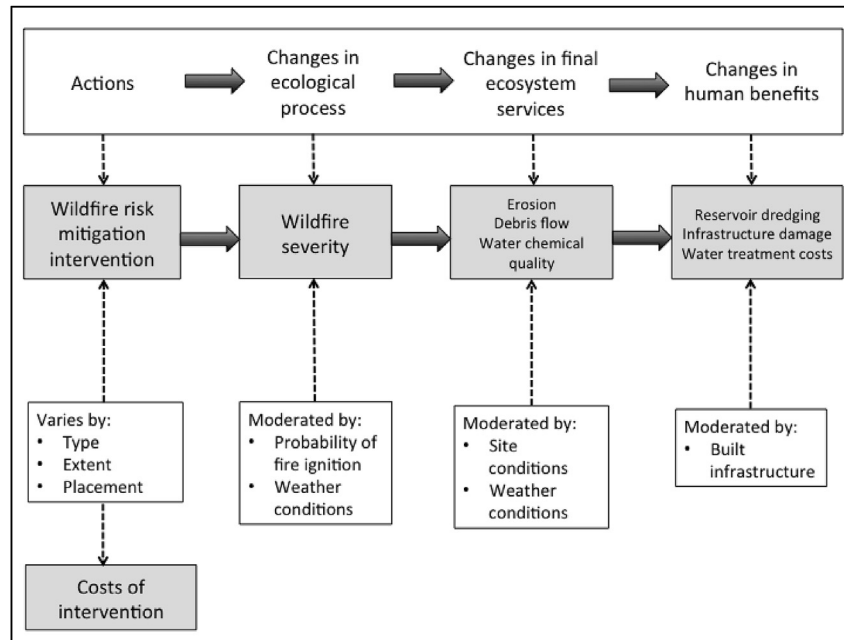 Actions
Changes in
ecological
process
Changes in final
ecosystem
services
Changes in
human benefits
Wildfire risk
mitigation
intervention
Wildfire
severity
Erosion
Debris flow
Water chemical
quality
Reservoir dredging
Infrastructure damage
Water treatment costs
Varies by:
• Type
• Extent
• Placement
Moderated by:
• Probability of
fire ignition
• Weather
conditions
Moderated by:
• Site
conditions
• Weather
conditions
Moderated by:
• Built
infrastructure
Costs of
intervention